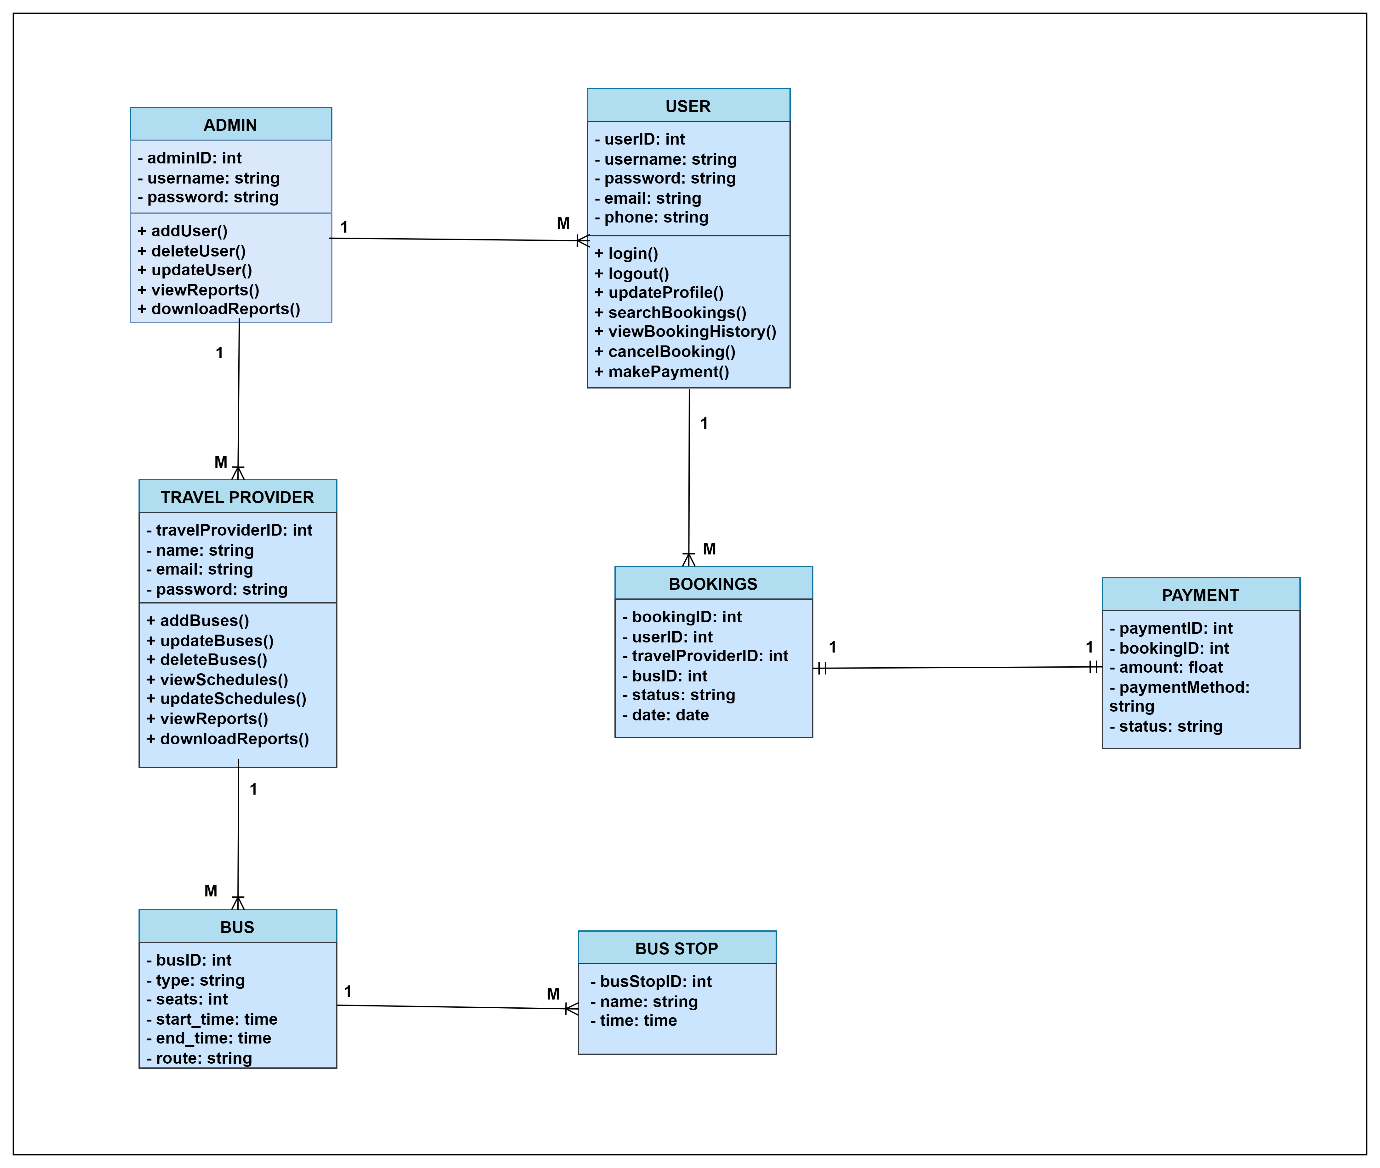 ADMIN
- adminID: int
- username: string
- password: string
+ addUser()
+ deleteUser()
+ updateUser()
+ viewReports()
+ downloadReports()
1
M
USER
- userID: int
- username: string
- password: string
- email: string
- phone: string
+ login()
+ logout()
+ updateProfile()
+ searchBookings()
+ viewBookingHistory()
+ cancelBooking()
+ makePayment()
1
M
TRAVEL PROVIDER
- travelProviderID: int
- name: string
- email: string
- password: string
+ addBuses()
+ updateBuses()
+ deleteBuses()
+ viewSchedules()
+ updateSchedules()
+ viewReports()
+ downloadReports()
1
M
BOOKINGS
- bookingID: int
- userID: int
- travelProviderID: int
- busID: int
- status: string
- date: date
1
1
PAYMENT
- paymentID: int
- bookingID: int
- amount: float
- paymentMethod:
string
- status: string
1
M
BUS
- busID: int
- type: string
- seats: int
- start_time: time
- end_time: time
- route: string
1
M
BUS STOP
- busStopID: int
- name: string
- time: time